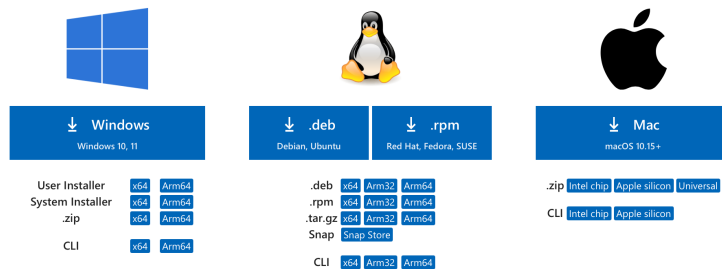 Windows
Windows 10, 11
User Installer x64 Arm64
System Installer x64 Arm64
.zip x64 Arm64
CLI x64 Arm64
.deb
Debian, Ubuntu
.rpm
Red Hat, Fedora, SUSE
.deb x64 Arm32 Arm64
.rpm x64 Arm32 Arm64
.tar.gz x64 Arm32 Arm64
Snap Snap Store
CLI x64 Arm32 Arm64
Mac
macOS 10.15+
.zip Intel chip Apple silicon Universal
CLI Intel chip Apple silicon